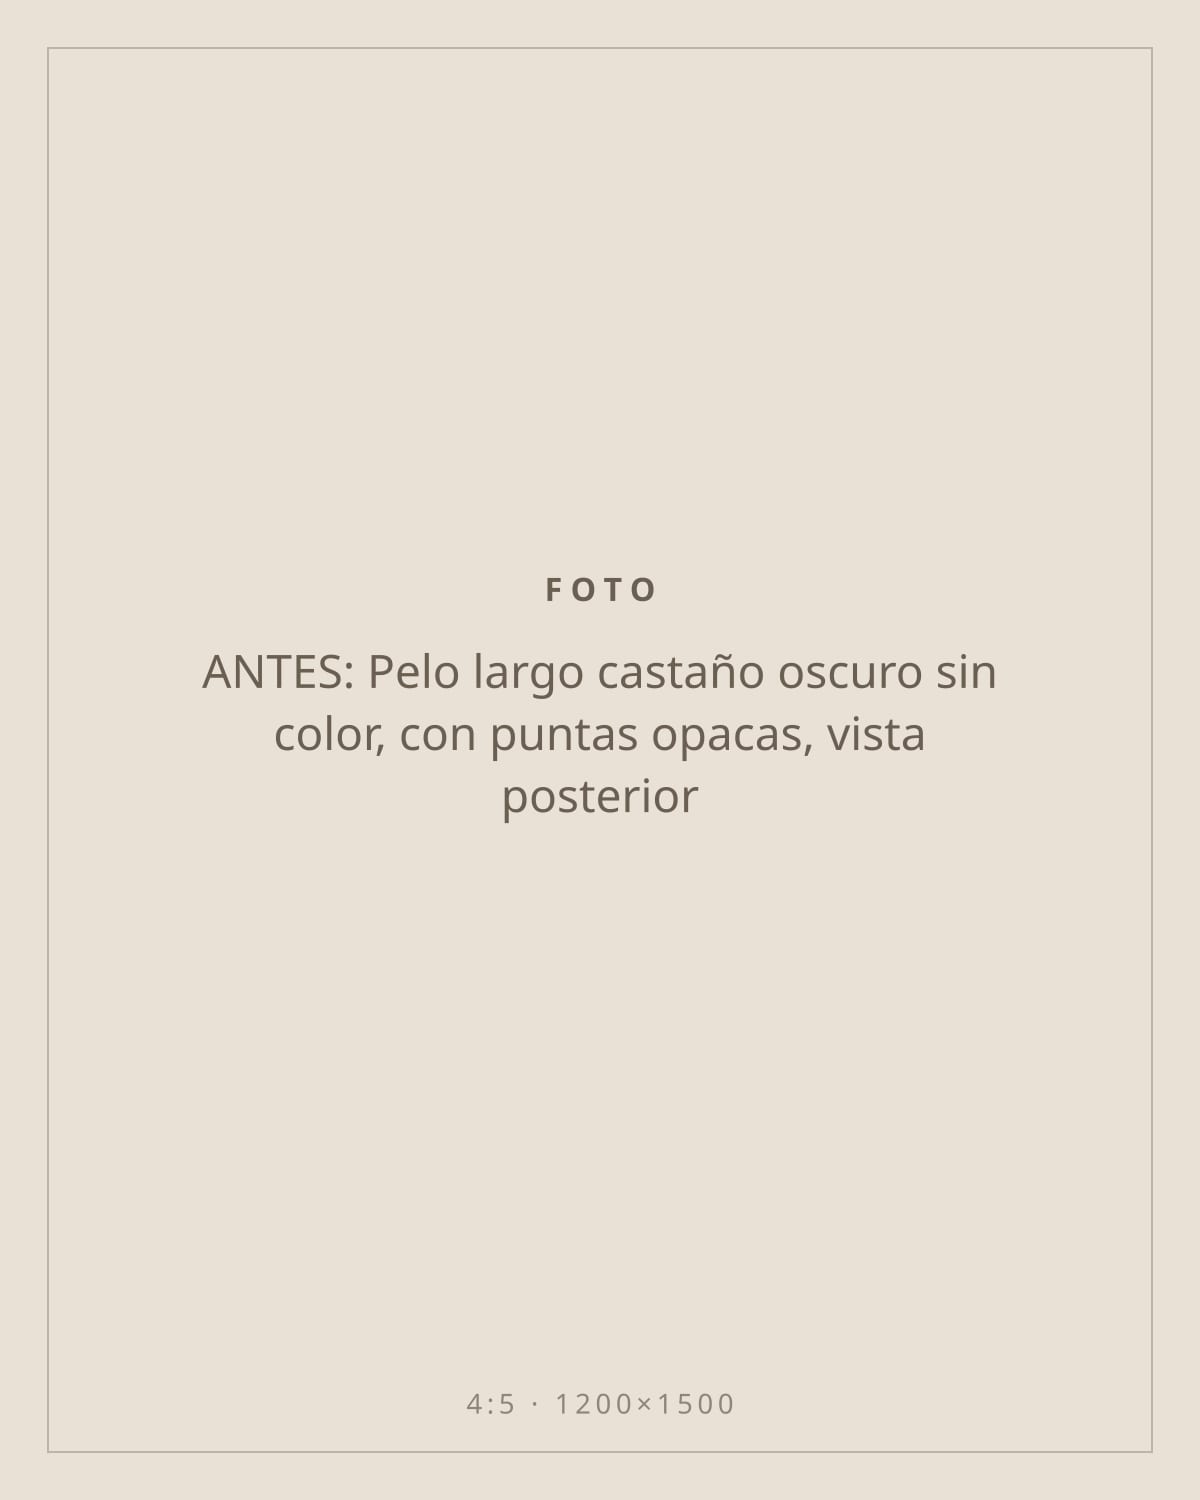 FOTO
ANTES: Pelo largo castaño oscuro sin
color, con puntas opacas, vista
posterior
4:5 · 1200×1500